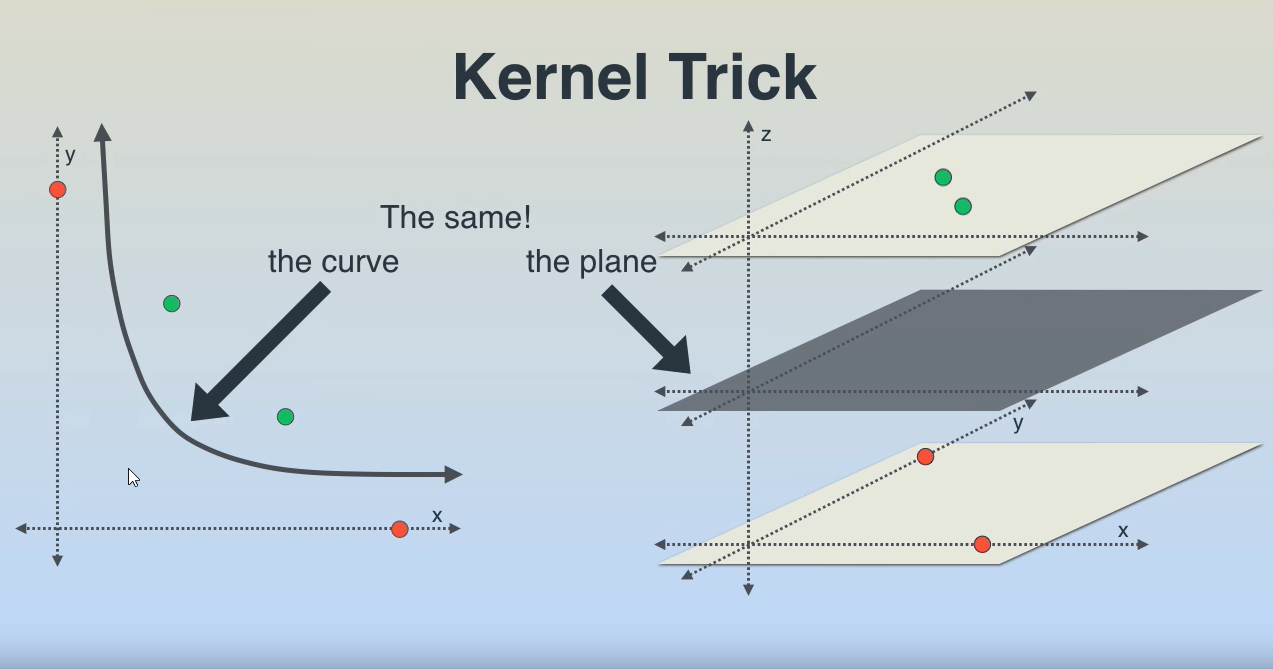 Kernel Trick
y
The same!
the curve
x
z
the plane
y
x